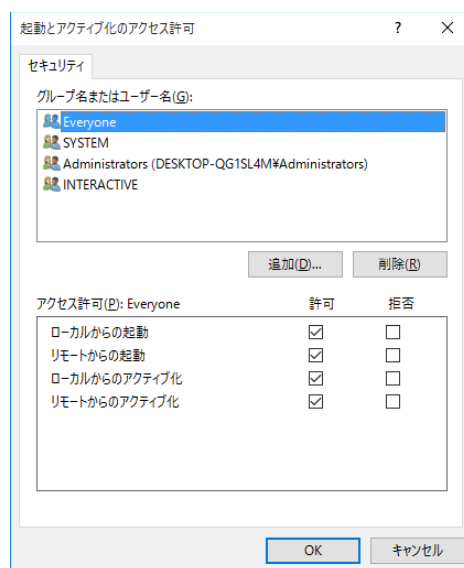 起動とアクティブ化のアクセス許可
セキュリティ
グループ名またはユーザー名(G):
Everyone
SYSTEM
Administrators (DESKTOP-QG1SL4M¥Administrators)
INTERACTIVE
追加(D)... 削除(R)
アクセス許可(P): Everyone 許可 拒否
ローカルからの起動
リモートからの起動
ローカルからのアクティブ化
リモートからのアクティブ化
OK キャンセル